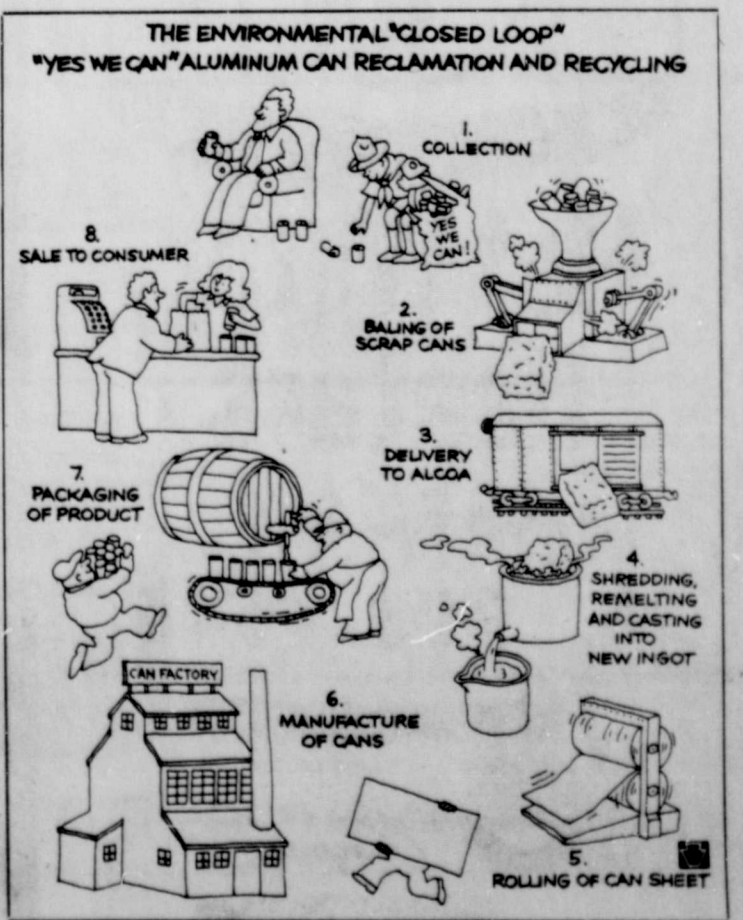 THE ENVIRONMENTAL "CLOSED LOOP"
"YES WE CAN" ALUMINUM CAN RECLAMATION AND RECYCLING
1.
COLLECTION
YES
WE
CAN!
2.
BALING OF
SCRAP CANS
3.
DELIVERY
TO ALCOA
4.
SHREDDING,
REMELTING
AND CASTING
INTO
NEW INGOT
5.
ROLLING OF CAN SHEET
6.
MANUFACTURE
OF CANS
CAN FACTORY
7.
PACKAGING
OF PRODUCT
8.
SALE TO CONSUMER